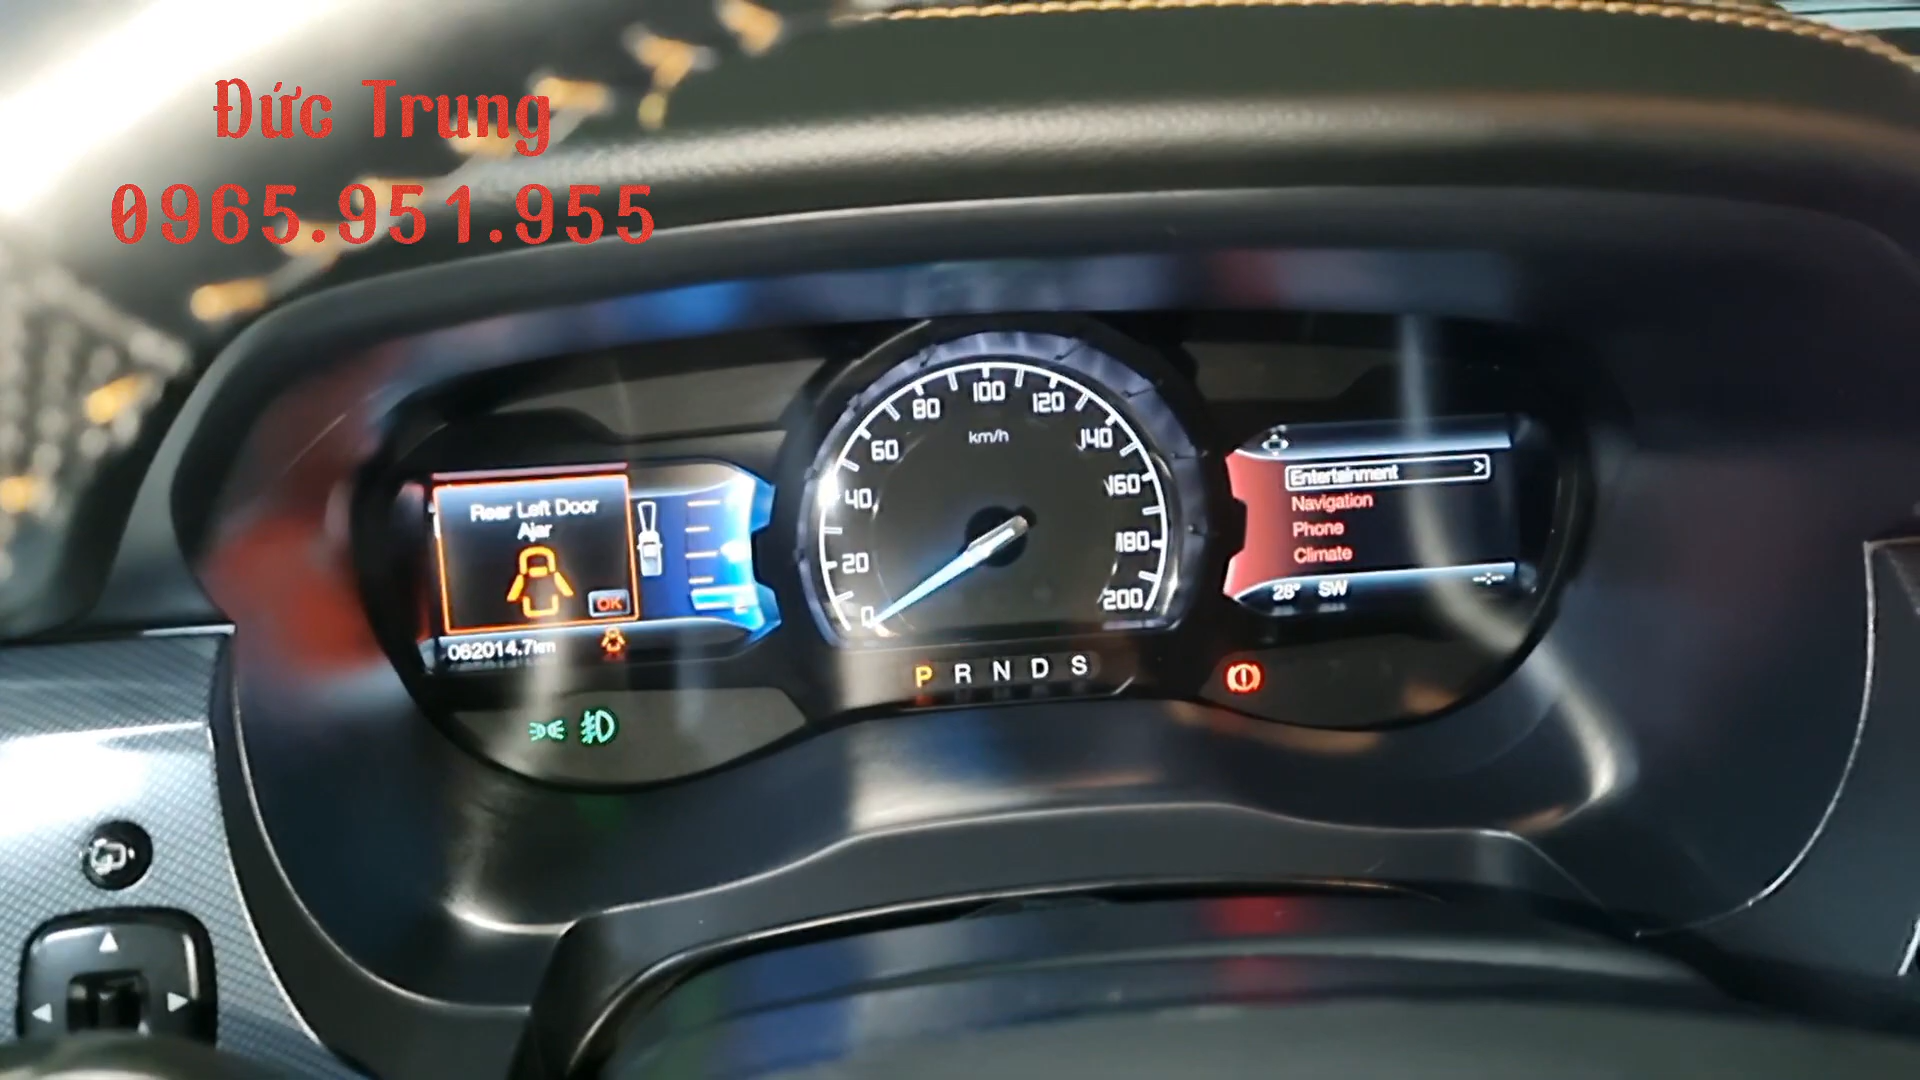 Đức Trung
0965.951.955
100
80
120
km/h
60
140
40
160
20
180
0
200
Rear Left Door
Ajar
OK
062014.7km
P R N D S
Entertainment >
Navigation
Phone
Climate
28° SW --:--